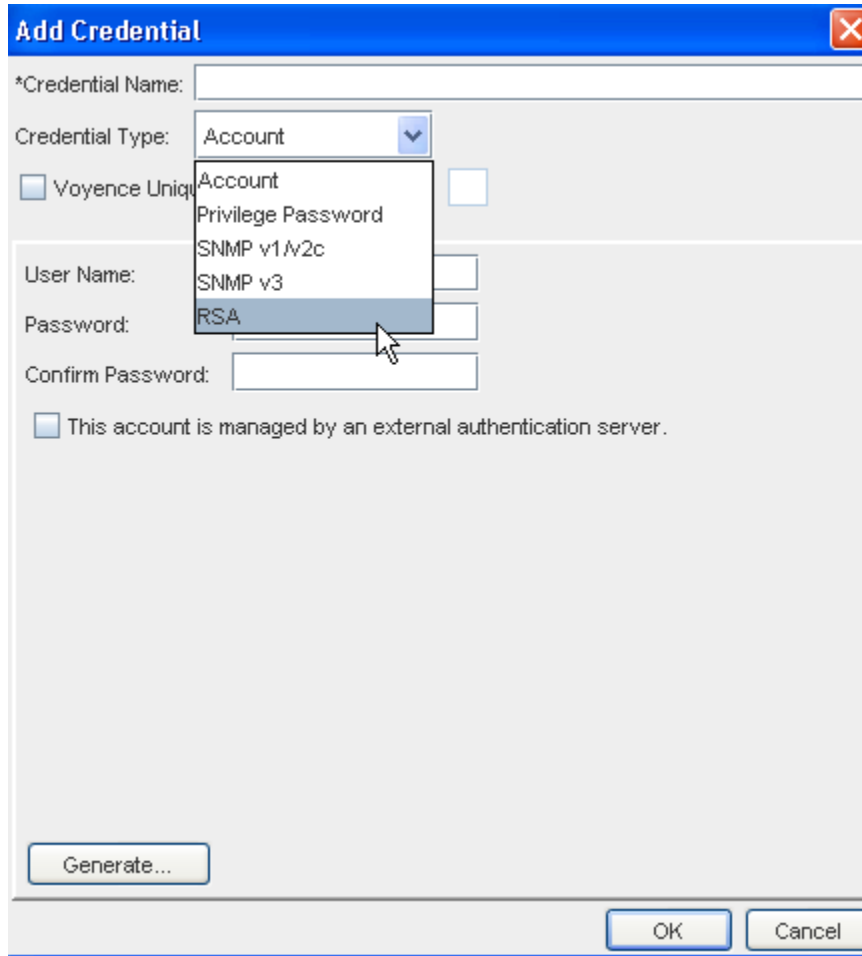 Add Credential
*Credential Name:
Credential Type: Account
Account
Voyence
Privilege Password
SNMP v1/v2c
User Name:
SNMP v3
RSA
Password:
Confirm Password:
This account is managed by an external authentication server.
Generate...
OK Cancel